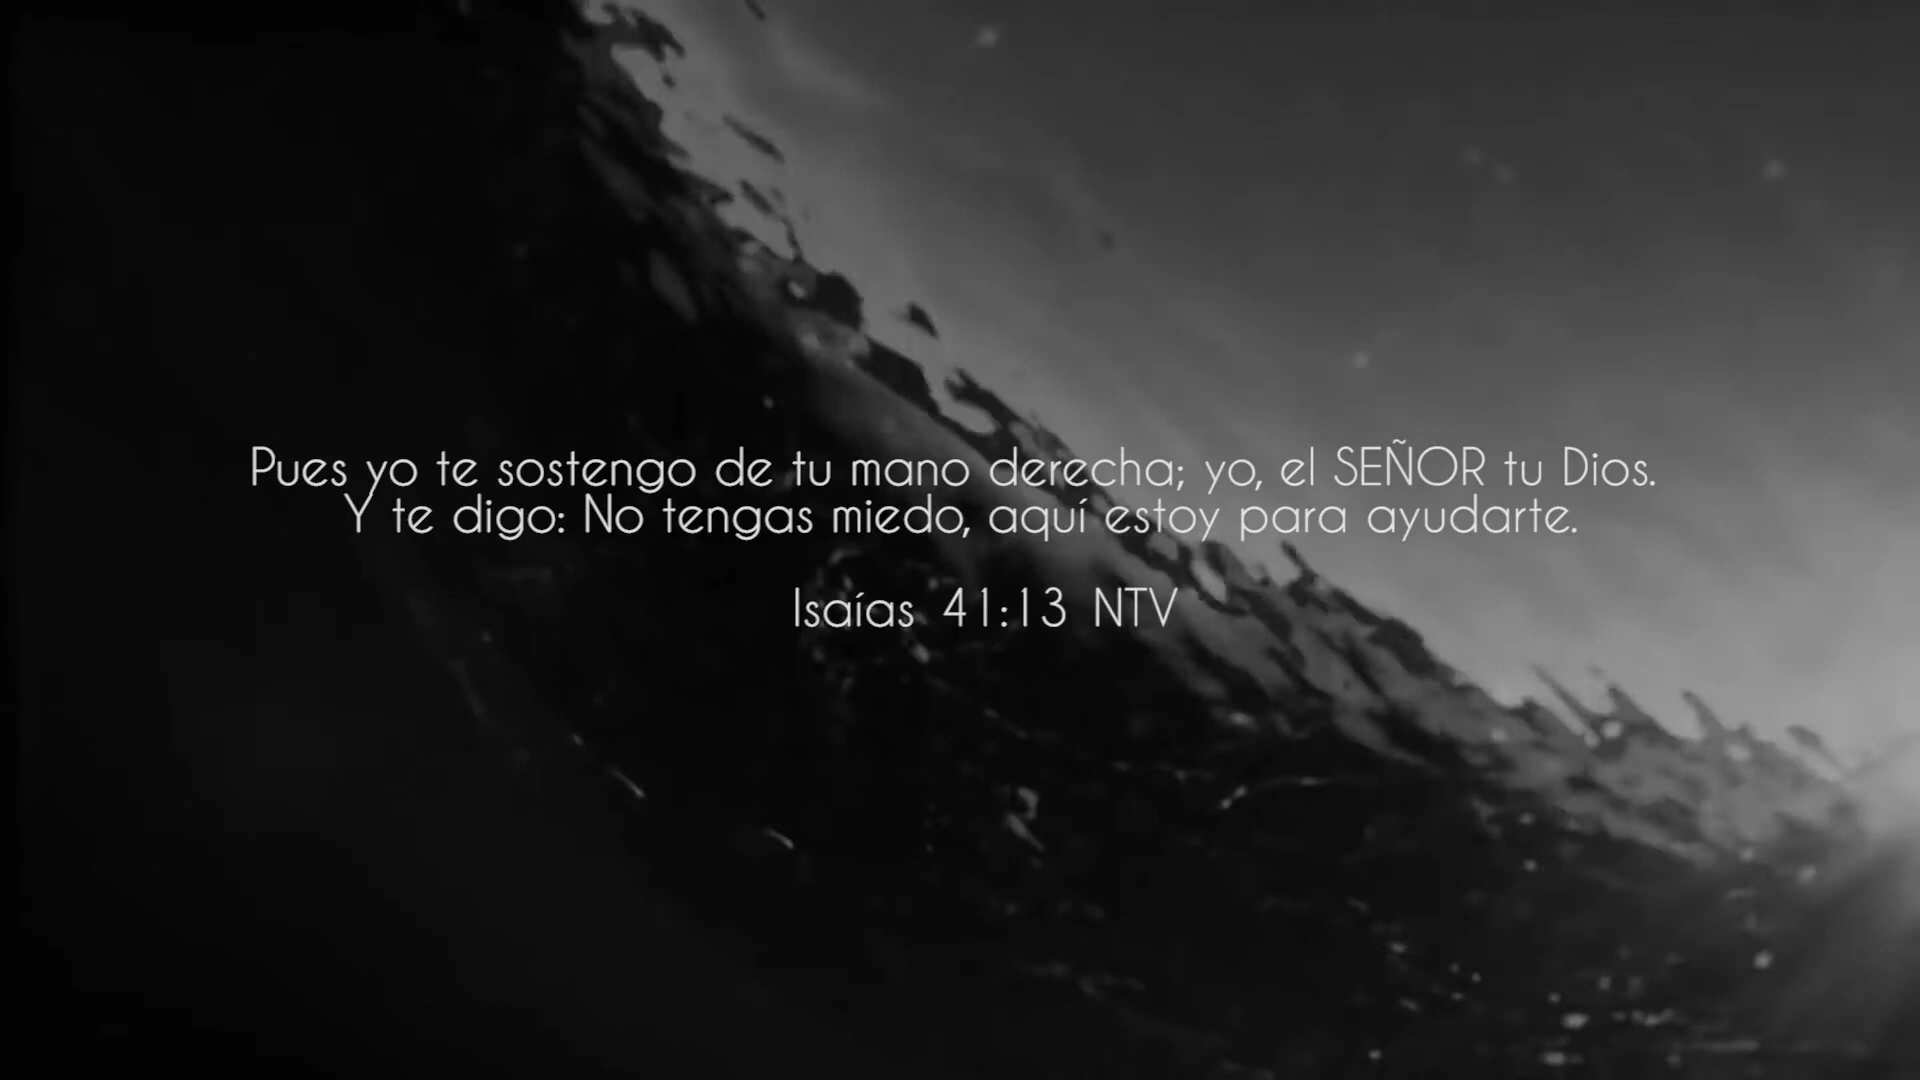 Pues yo te sostengo de tu mano derecha; yo, el SEÑOR tu Dios.
Y te digo: No tengas miedo, aquí estoy para ayudarte.
Isaías 41:13 NTV